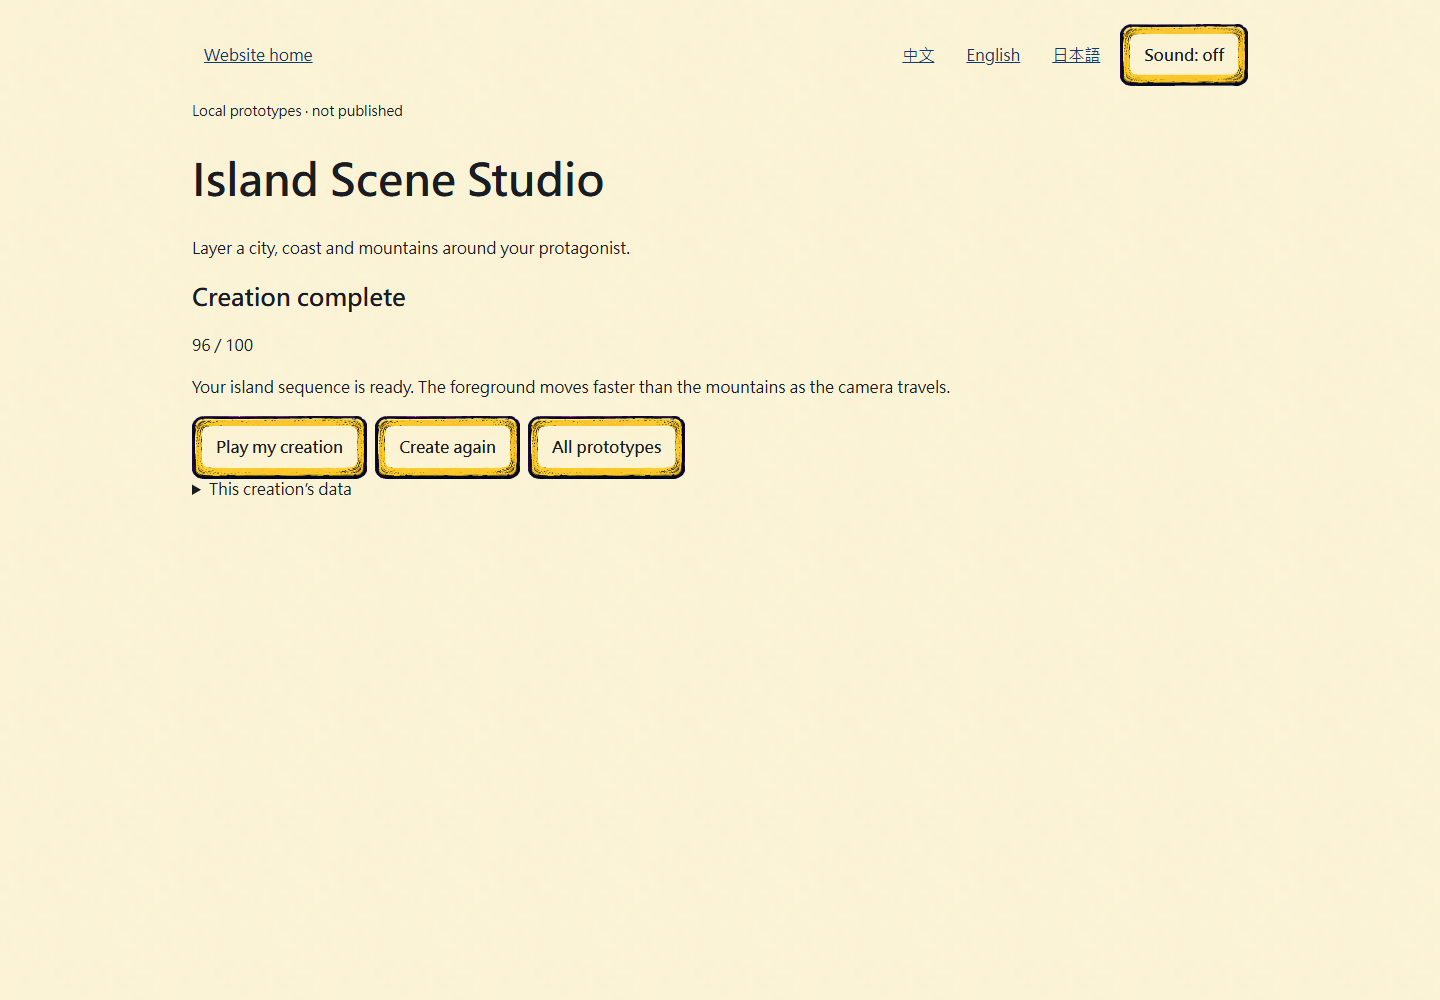 Website home
中文
English
日本語
Sound: off
Local prototypes · not published
Island Scene Studio
Layer a city, coast and mountains around your protagonist.
Creation complete
96 / 100
Your island sequence is ready. The foreground moves faster than the mountains as the camera travels.
Play my creation
Create again
All prototypes
This creation’s data